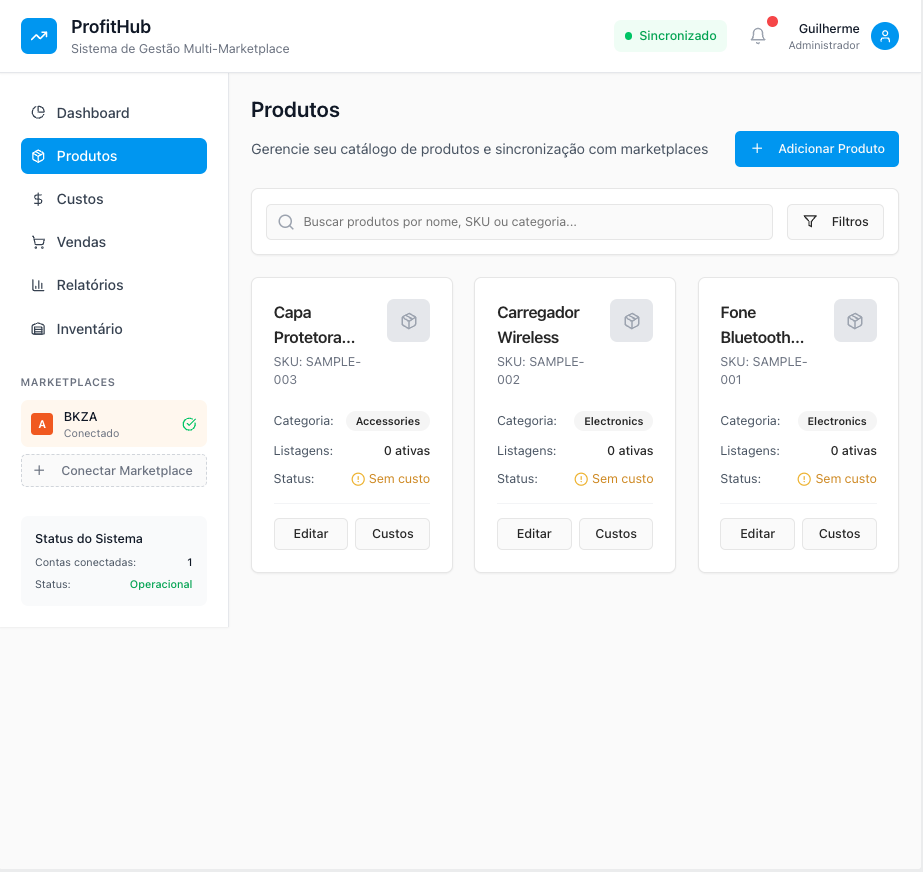 ProfitHub
Sistema de Gestão Multi-Marketplace
Sincronizado
Guilherme
Administrador
Dashboard
Produtos
Custos
Vendas
Relatórios
Inventário
MARKETPLACES
A
BKZA
Conectado
Conectar Marketplace
Status do Sistema
Contas conectadas: 1
Status: Operacional
Produtos
Gerencie seu catálogo de produtos e sincronização com marketplaces
Adicionar Produto
Buscar produtos por nome, SKU ou categoria...
Filtros
Capa
Protetora...
SKU: SAMPLE-
003
Categoria: Accessories
Listagens: 0 ativas
Status: Sem custo
Editar Custos
Carregador
Wireless
SKU: SAMPLE-
002
Categoria: Electronics
Listagens: 0 ativas
Status: Sem custo
Editar Custos
Fone
Bluetooth...
SKU: SAMPLE-
001
Categoria: Electronics
Listagens: 0 ativas
Status: Sem custo
Editar Custos